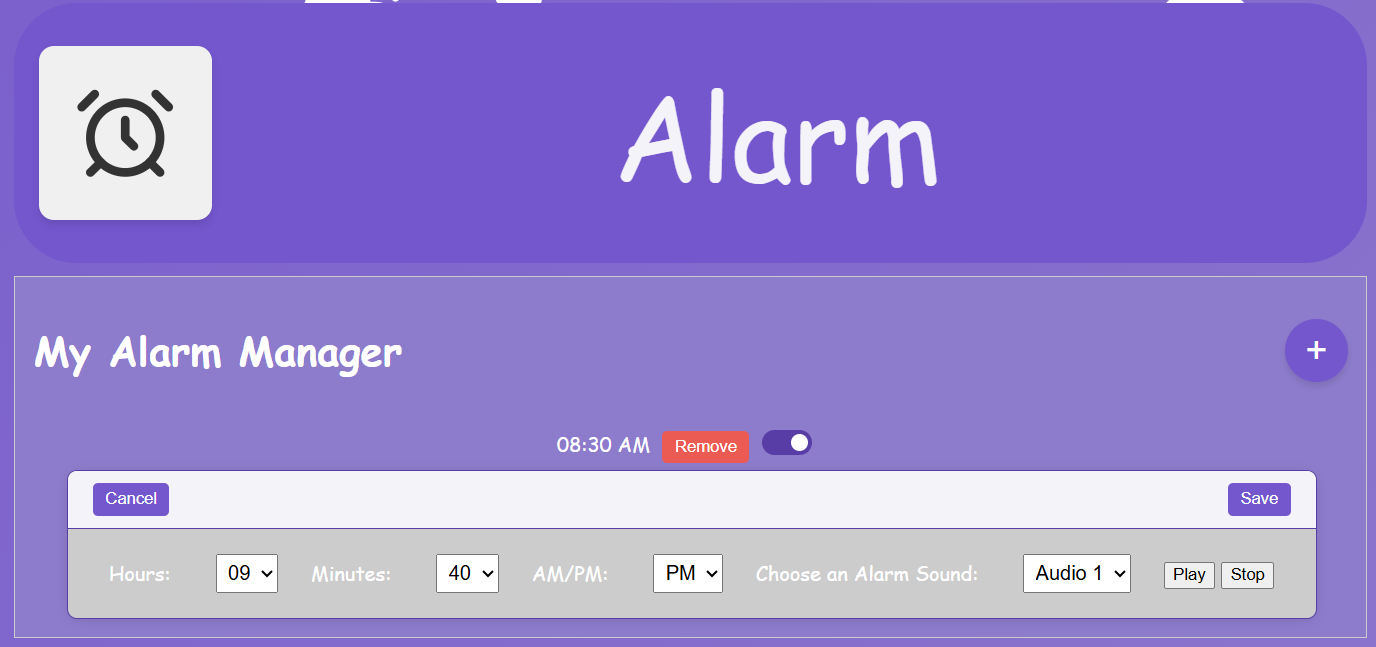 Alarm
My Alarm Manager
+
08:30 AM Remove
Cancel Save
Hours: 09 Minutes: 40 AM/PM: PM Choose an Alarm Sound: Audio 1 Play Stop